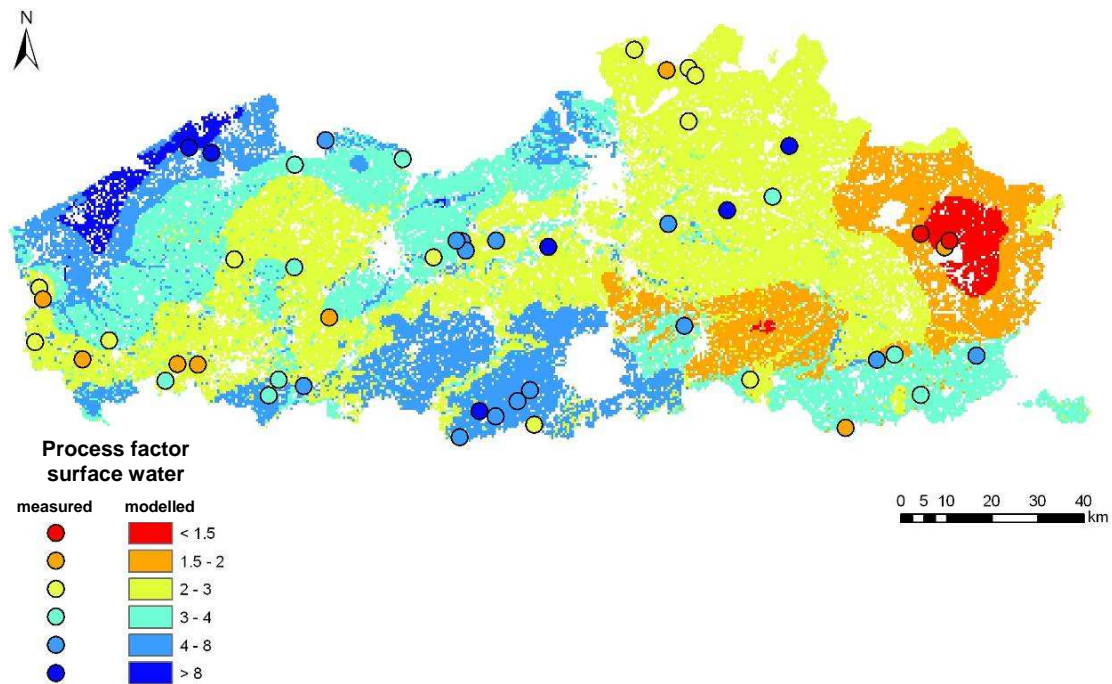 N
Process factor
surface water
measured modelled
< 1.5
1.5 - 2
2 - 3
3 - 4
4 - 8
> 8
0 5 10 20 30 40
km